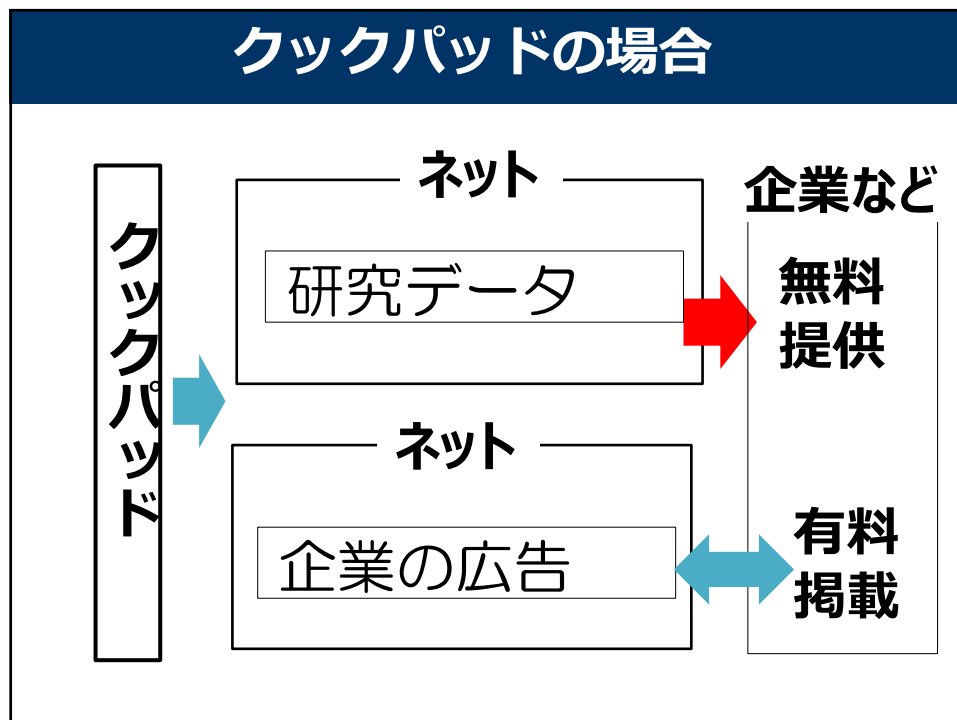 クックパッドの場合
クックパッド
ネット
研究データ
ネット
企業の広告
企業など
無料
提供
有料
掲載